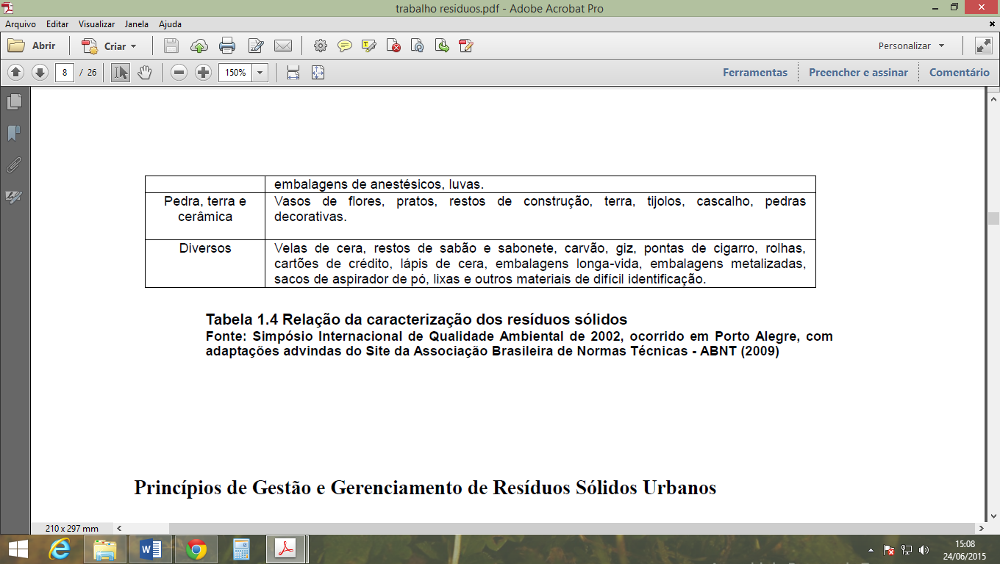 trabalho residuos.pdf - Adobe Acrobat Pro
Arquivo Editar Visualizar Janela Ajuda
Abrir Criar Personalizar
8 / 26 150% Ferramentas Preencher e assinar Comentário
embalagens de anestésicos, luvas.
Pedra, terra e
cerâmica
Vasos de flores, pratos, restos de construção, terra, tijolos, cascalho, pedras
decorativas.
Diversos
Velas de cera, restos de sabão e sabonete, carvão, giz, pontas de cigarro, rolhas,
cartões de crédito, lápis de cera, embalagens longa-vida, embalagens metalizadas,
sacos de aspirador de pó, lixas e outros materiais de difícil identificação.
Tabela 1.4 Relação da caracterização dos resíduos sólidos
Fonte: Simpósio Internacional de Qualidade Ambiental de 2002, ocorrido em Porto Alegre, com
adaptações advindas do Site da Associação Brasileira de Normas Técnicas - ABNT (2009)
Princípios de Gestão e Gerenciamento de Resíduos Sólidos Urbanos
210 x 297 mm
15:08
24/06/2015